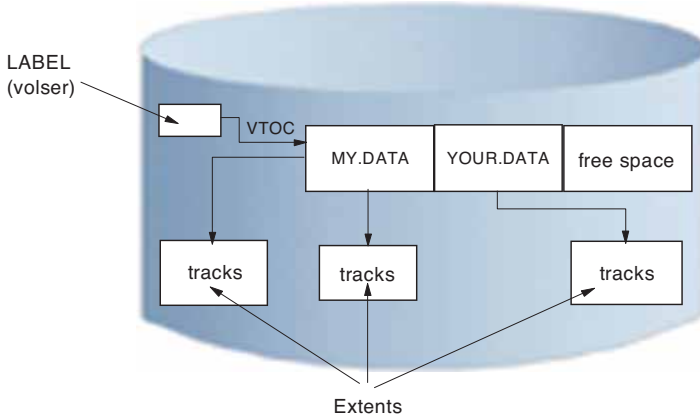 LABEL
(volser)
VTOC
MY.DATA
YOUR.DATA
free space
tracks
tracks
tracks
Extents